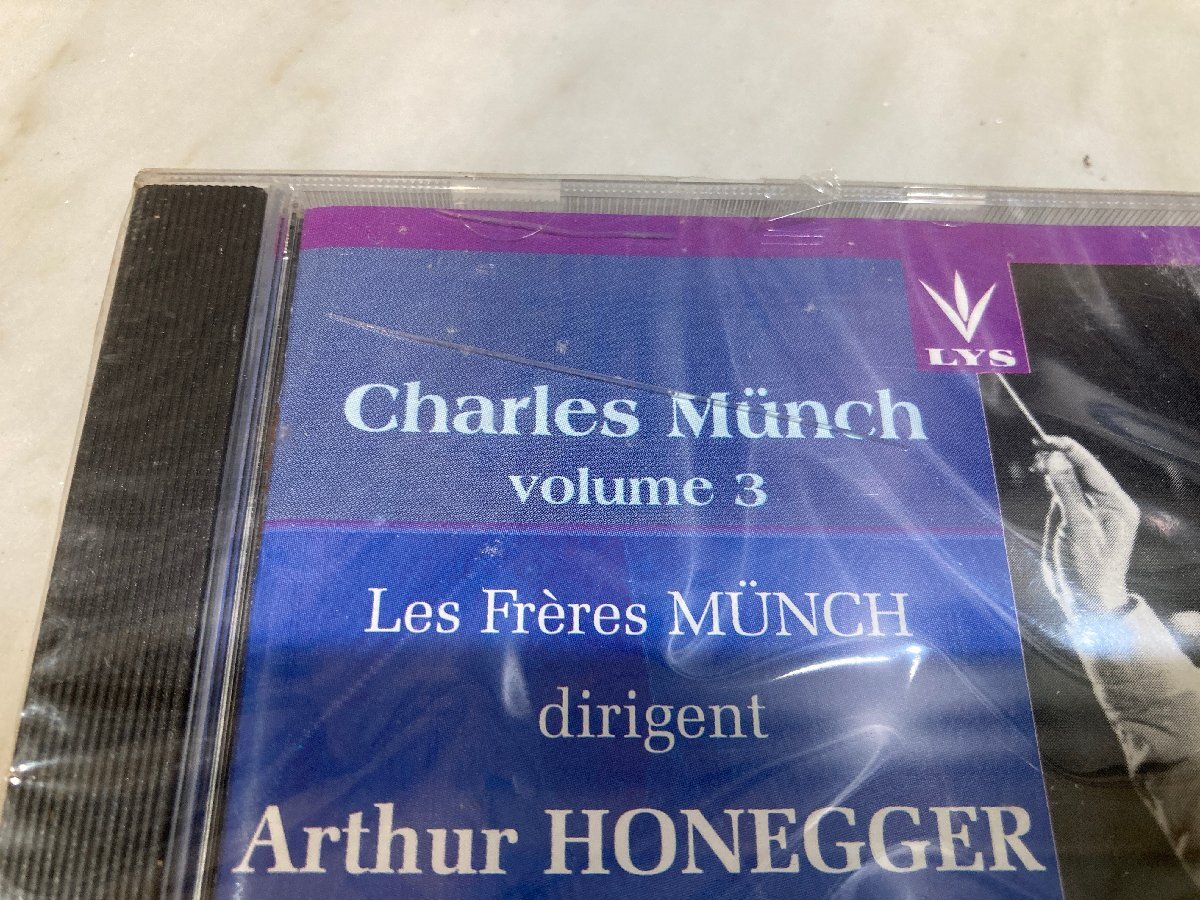 LYS
Charles Münch
volume 3
Les Frères MÜNCH
dirigent
Arthur HONEGGER